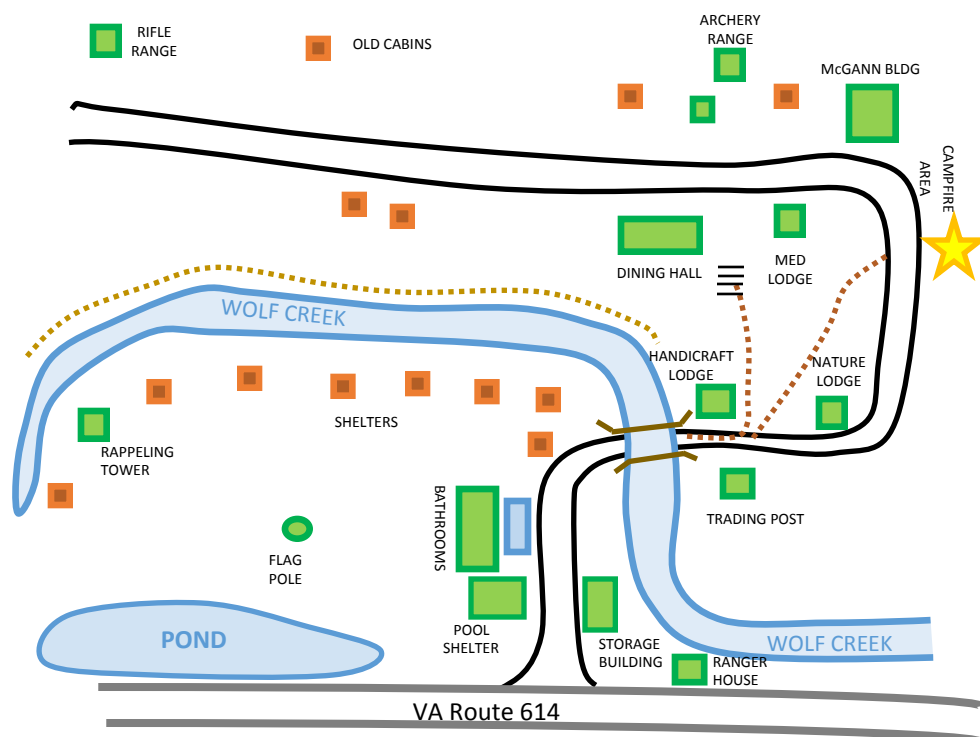 RIFLE
RANGE
OLD CABINS
ARCHERY
RANGE
McGANN BLDG
CAMPFIRE
AREA
DINING HALL
MED
LODGE
WOLF CREEK
HANDICRAFT
LODGE
NATURE
LODGE
SHELTERS
RAPPELING
TOWER
BATHROOMS
TRADING POST
FLAG
POLE
POOL
SHELTER
STORAGE
BUILDING
POND
WOLF CREEK
RANGER
HOUSE
VA Route 614